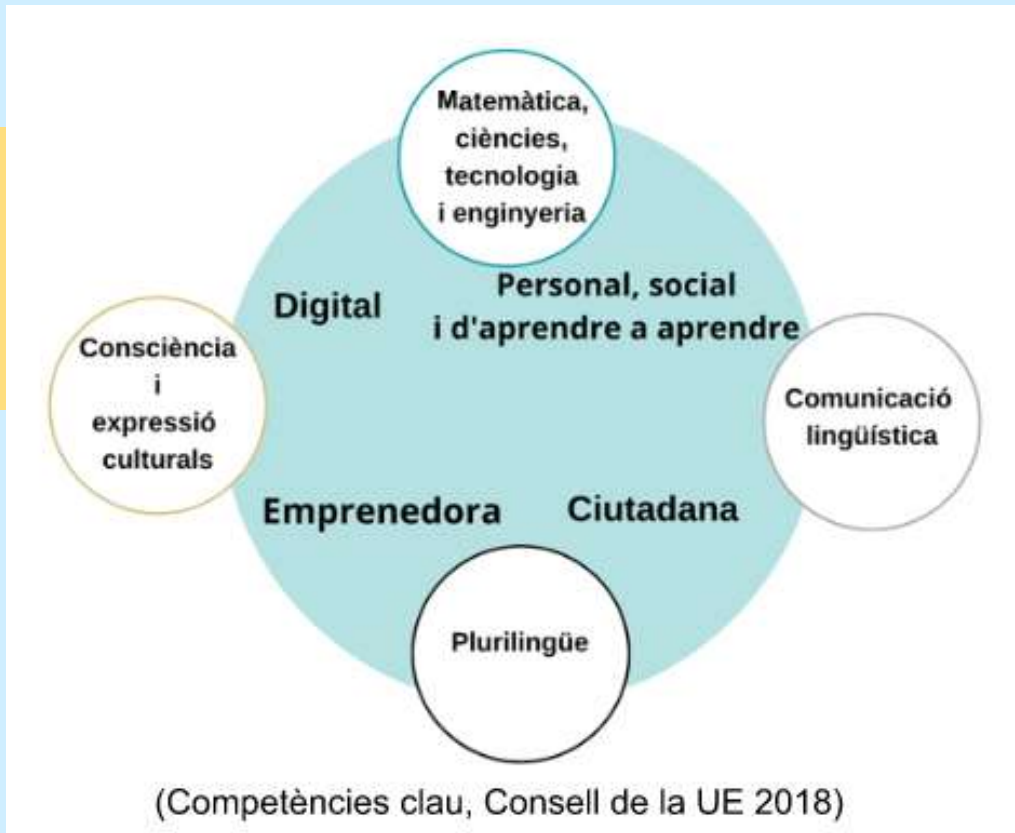 Matemàtica,
ciències,
tecnologia
i enginyeria
Digital
Personal, social
i d'aprendre a aprendre
Consciència
i
expressió
culturals
Comunicació
lingüística
Emprenedora
Ciutadana
Plurilingüe
(Competències clau, Consell de la UE 2018)